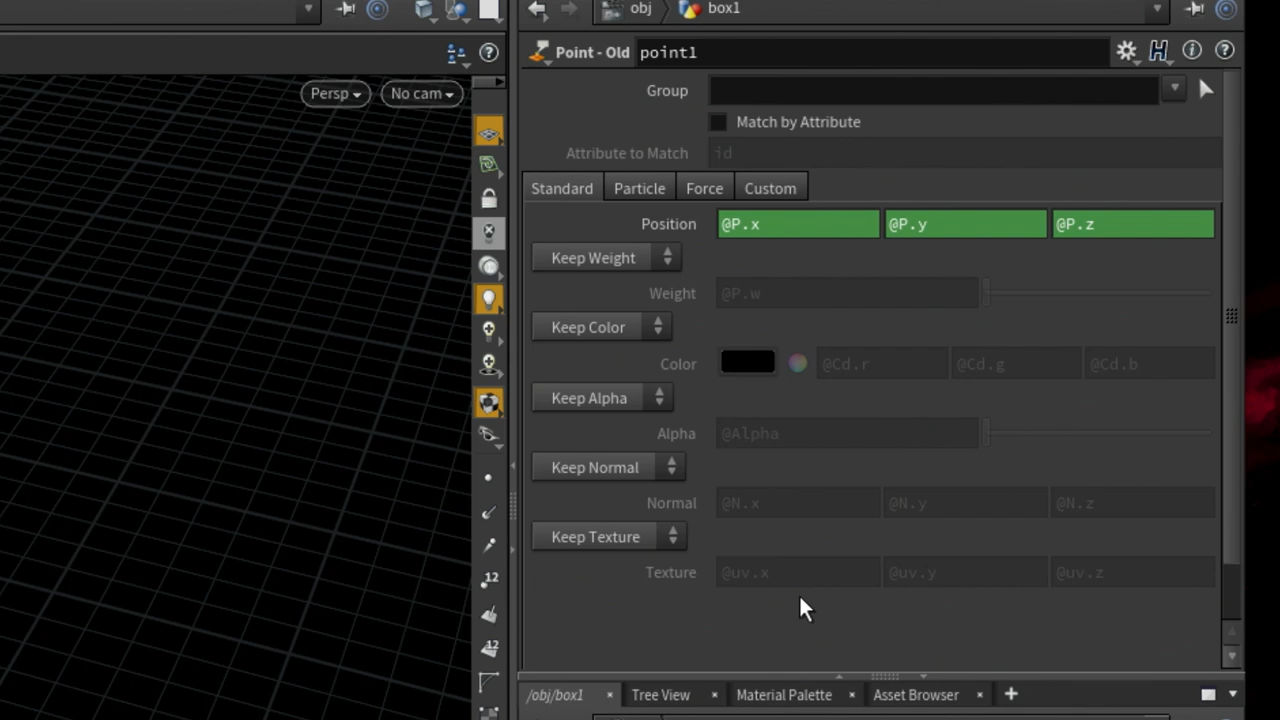 obj box1
Point - Old point1
Persp No cam
Group
Match by Attribute
Attribute to Match id
Standard Particle Force Custom
Position @P.x @P.y @P.z
Keep Weight
Weight @P.w
Keep Color
Color @Cd.r @Cd.g @Cd.b
Keep Alpha
Alpha @Alpha
Keep Normal
Normal @N.x @N.y @N.z
Keep Texture
Texture @uv.x @uv.y @uv.z
12
12
/obj/box1 Tree View Material Palette Asset Browser